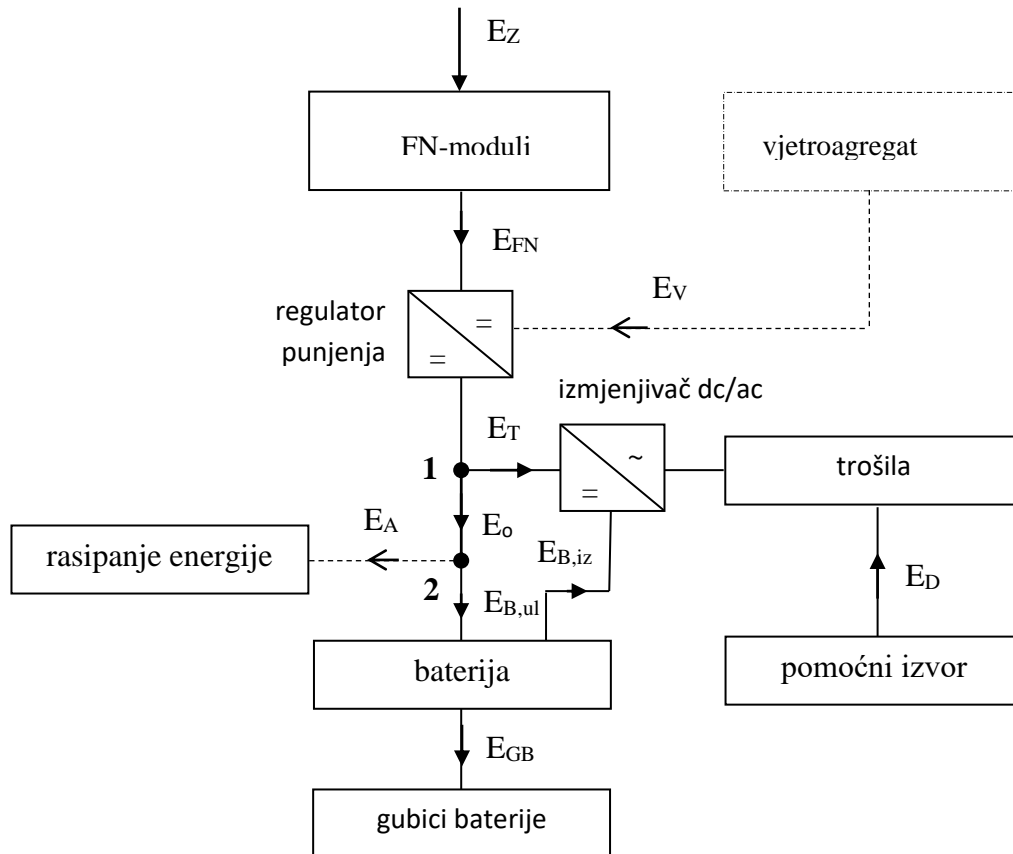 E_Z
FN-moduli
vjetroagregat
E_FN
regulator
punjenja
=
=
E_V
izmjenjivač dc/ac
E_T
1
~
=
trošila
E_A
E_o
rasipanje energije
E_B,iz
E_D
2
E_B,ul
baterija
pomoćni izvor
E_GB
gubici baterije